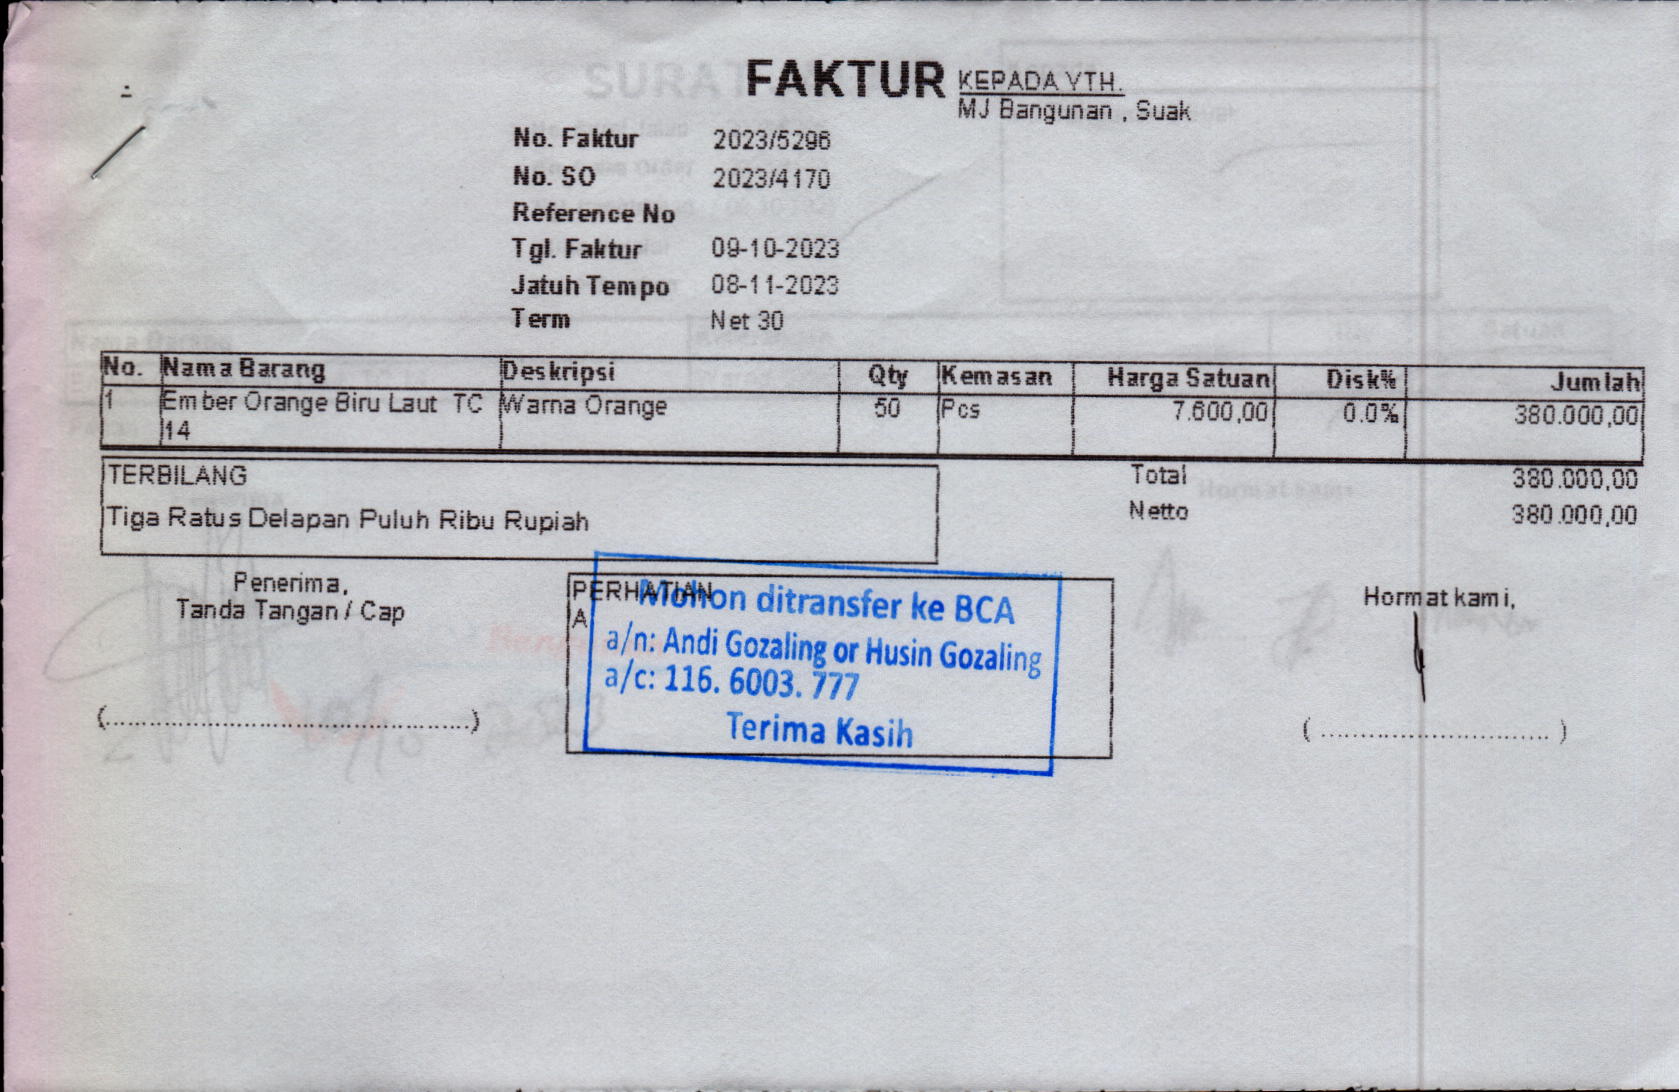 FAKTUR
KEPADA YTH.
MJ Bangunan , Suak
No. Faktur 2023/5296
No. SO 2023/4170
Reference No
Tgl. Faktur 09-10-2023
Jatuh Tempo 08-11-2023
Term Net 30
No. Nama Barang Deskripsi Qty Kemasan Harga Satuan Disk% Jumlah
1 Ember Orange Biru Laut TC Warna Orange 50 Pcs 7.600,00 0.0% 380.000,00
14
TERBILANG Total 380.000,00
Tiga Ratus Delapan Puluh Ribu Rupiah Netto 380.000,00
Penerima,
Tanda Tangan / Cap
(..........................................................)
PERHATIAN
A
Mohon ditransfer ke BCA
a/n: Andi Gozaling or Husin Gozaling
a/c: 116. 6003. 777
Terima Kasih
Hormat kami,
( .................................... )